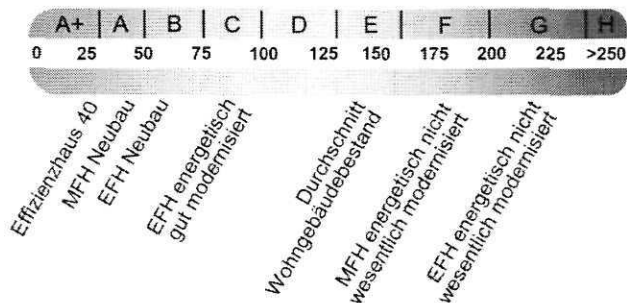 A+ A B C D E F G H
0 25 50 75 100 125 150 175 200 225 >250
Effizienzhaus 40
MFH Neubau
EFH Neubau
EFH energetisch
gut modernisiert
Durchschnitt
Wohngebäudebestand
MFH energetisch nicht
wesentlich modernisiert
EFH energetisch nicht
wesentlich modernisiert